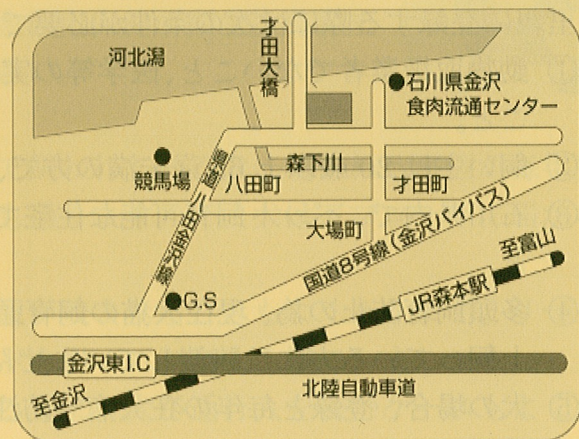 河北潟
才田大橋
石川県金沢
食肉流通センター
競馬場
森下川
八田町
才田町
県道八田金沢線
大場町
国道8号線(金沢バイパス)
至富山
G.S
JR森本駅
金沢東I.C
北陸自動車道
至金沢